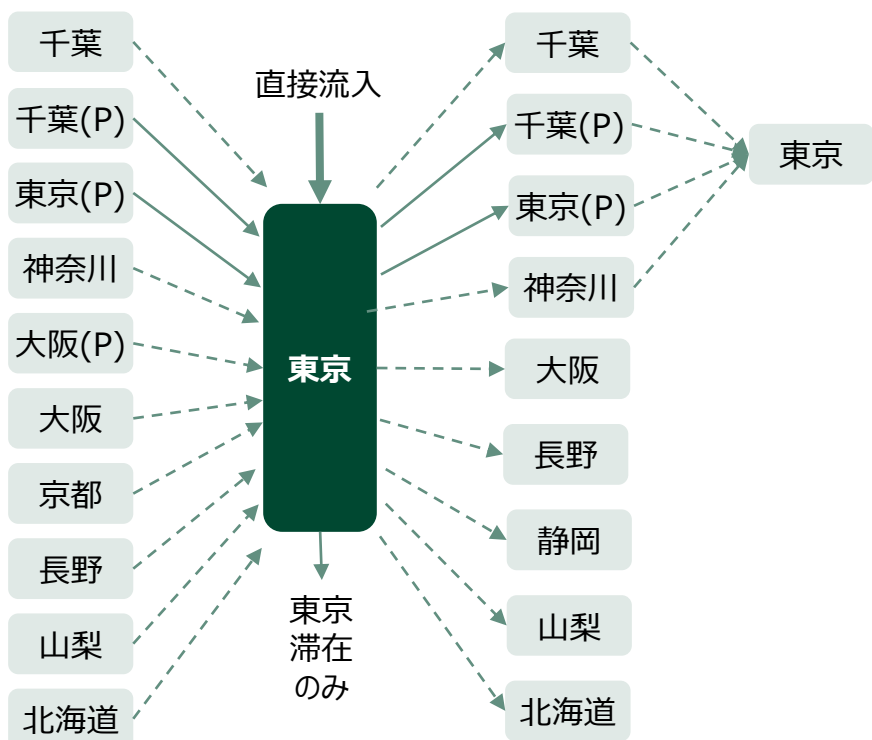 千葉
千葉(P)
東京(P)
神奈川
大阪(P)
大阪
京都
長野
山梨
北海道
直接流入
東京
東京
滞在
のみ
千葉
千葉(P)
東京(P)
神奈川
大阪
長野
静岡
山梨
北海道
東京